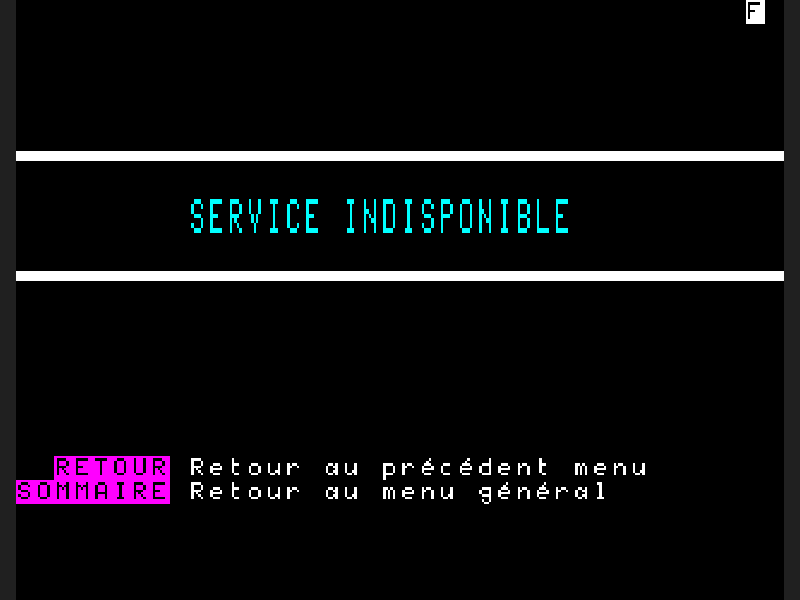 F
SERVICE INDISPONIBLE
RETOUR Retour au précédent menu
SOMMAIRE Retour au menu général